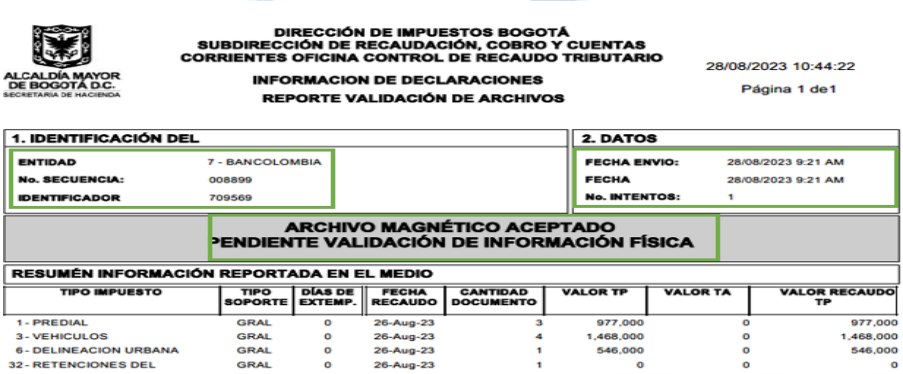 DIRECCIÓN DE IMPUESTOS BOGOTÁ
SUBDIRECCIÓN DE RECAUDACIÓN, COBRO Y CUENTAS
CORRIENTES OFICINA CONTROL DE RECAUDO TRIBUTARIO
INFORMACION DE DECLARACIONES
REPORTE VALIDACIÓN DE ARCHIVOS
ALCALDÍA MAYOR
DE BOGOTÁ D.C.
SECRETARIA DE HACIENDA
28/08/2023 10:44:22
Página 1 de1
1. IDENTIFICACIÓN DEL
ENTIDAD 7 - BANCOLOMBIA
No. SECUENCIA: 008899
IDENTIFICADOR 709569
2. DATOS
FECHA ENVIO: 28/08/2023 9:21 AM
FECHA 28/08/2023 9:21 AM
No. INTENTOS: 1
ARCHIVO MAGNÉTICO ACEPTADO
PENDIENTE VALIDACIÓN DE INFORMACIÓN FÍSICA
RESUMÉN INFORMACIÓN REPORTADA EN EL MEDIO
TIPO IMPUESTO TIPO SOPORTE DÍAS DE EXTEMP. FECHA RECAUDO CANTIDAD DOCUMENTO VALOR TP VALOR TA VALOR RECAUDO TP
1 - PREDIAL GRAL 0 26-Aug-23 3 977,000 0 977,000
3 - VEHICULOS GRAL 0 26-Aug-23 4 1,468,000 0 1,468,000
6 - DELINEACION URBANA GRAL 0 26-Aug-23 1 546,000 0 546,000
32 - RETENCIONES DEL GRAL 0 26-Aug-23 1 0 0 0